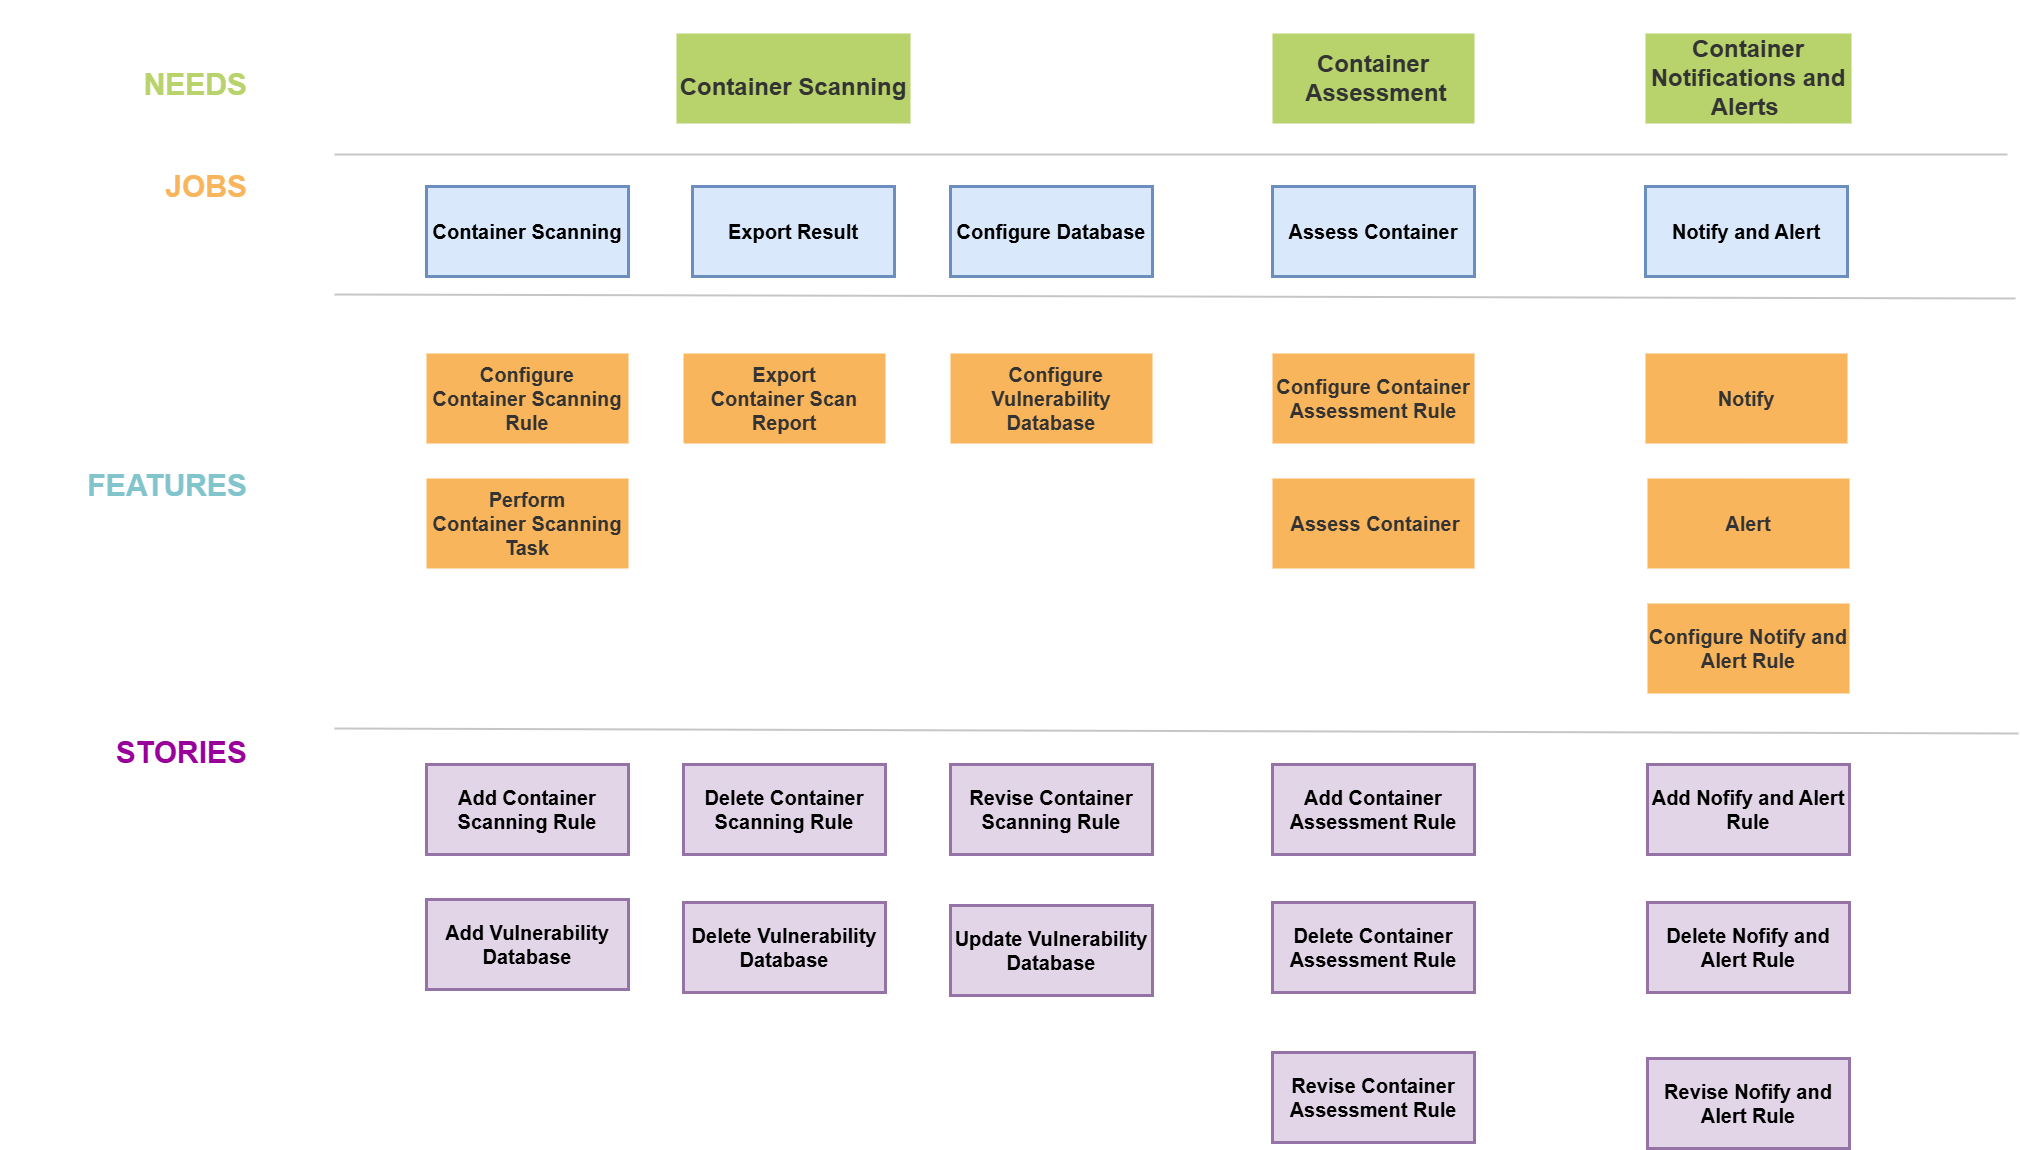 NEEDS
Container Scanning
Container
Assessment
Container
Notifications and
Alerts
JOBS
Container Scanning
Export Result
Configure Database
Assess Container
Notify and Alert
FEATURES
Configure
Container Scanning
Rule
Export
Container Scan
Report
Configure
Vulnerability
Database
Configure Container
Assessment Rule
Notify
Perform
Container Scanning
Task
Assess Container
Alert
Configure Notify and
Alert Rule
STORIES
Add Container
Scanning Rule
Delete Container
Scanning Rule
Revise Container
Scanning Rule
Add Container
Assessment Rule
Add Nofify and Alert
Rule
Add Vulnerability
Database
Delete Vulnerability
Database
Update Vulnerability
Database
Delete Container
Assessment Rule
Delete Nofify and
Alert Rule
Revise Container
Assessment Rule
Revise Nofify and
Alert Rule